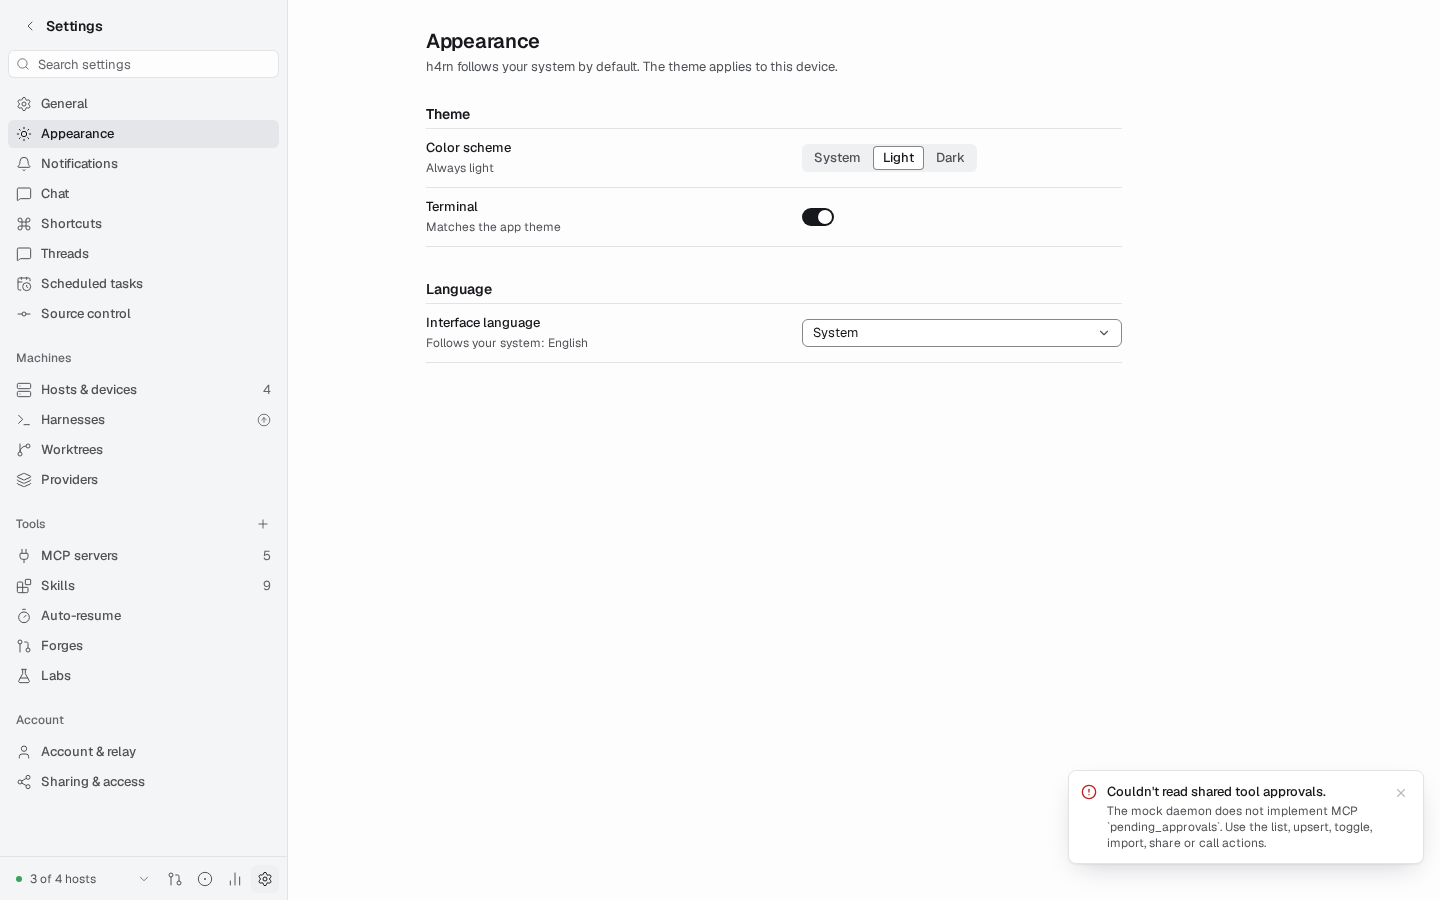 Settings
Search settings
General
Appearance
Notifications
Chat
Shortcuts
Threads
Scheduled tasks
Source control
Machines
Hosts & devices 4
Harnesses
Worktrees
Providers
Tools
MCP servers 5
Skills 9
Auto-resume
Forges
Labs
Account
Account & relay
Sharing & access
3 of 4 hosts
Appearance
h4rn follows your system by default. The theme applies to this device.
Theme
Color scheme
Always light
System Light Dark
Terminal
Matches the app theme
Language
Interface language
Follows your system: English
System
Couldn't read shared tool approvals.
The mock daemon does not implement MCP
`pending_approvals`. Use the list, upsert, toggle,
import, share or call actions.